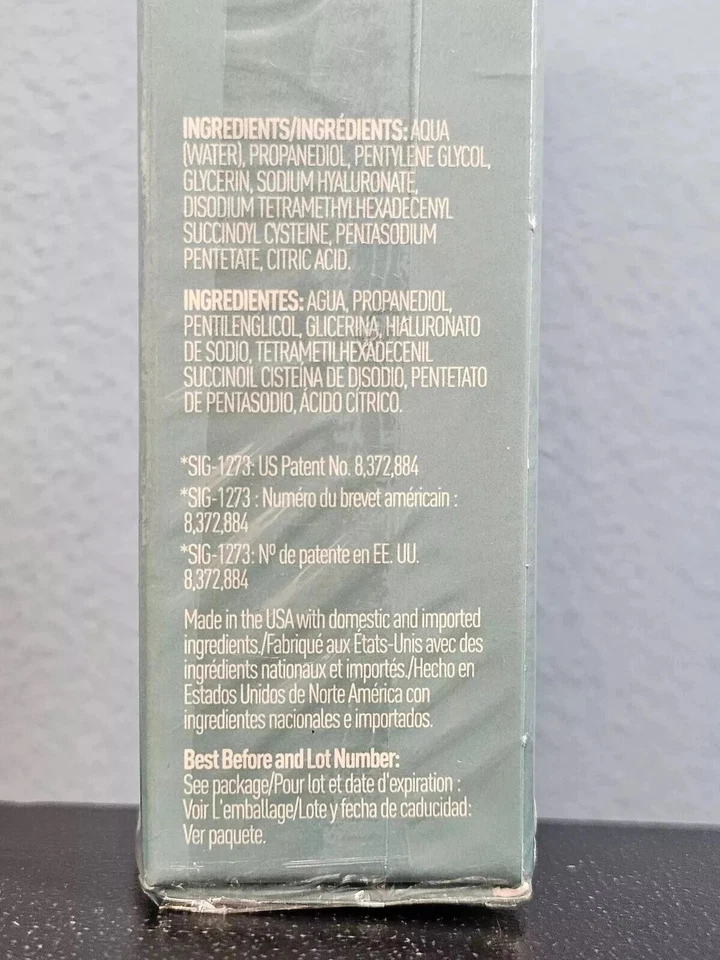 INGREDIENTS/INGRÉDIENTS: AQUA
(WATER), PROPANEDIOL, PENTYLENE GLYCOL,
GLYCERIN, SODIUM HYALURONATE,
DISODIUM TETRAMETHYLHEXADECENYL
SUCCINOYL CYSTEINE, PENTASODIUM
PENTETATE, CITRIC ACID.
INGREDIENTES: AGUA, PROPANEDIOL,
PENTILENGLICOL, GLICERINA, HIALURONATO
DE SODIO, TETRAMETILHEXADECENIL
SUCCINOIL CISTEÍNA DE DISODIO, PENTETATO
DE PENTASODIO, ÁCIDO CÍTRICO.
*SIG-1273: US Patent No. 8,372,884
*SIG-1273 : Numéro du brevet américain :
8,372,884
*SIG-1273: Nº de patente en EE. UU.
8,372,884
Made in the USA with domestic and imported
ingredients./Fabriqué aux États-Unis avec des
ingrédients nationaux et importés./Hecho en
Estados Unidos de Norte América con
ingredientes nacionales e importados.
Best Before and Lot Number:
See package/Pour lot et date d'expiration :
Voir L'emballage/Lote y fecha de caducidad:
Ver paquete.